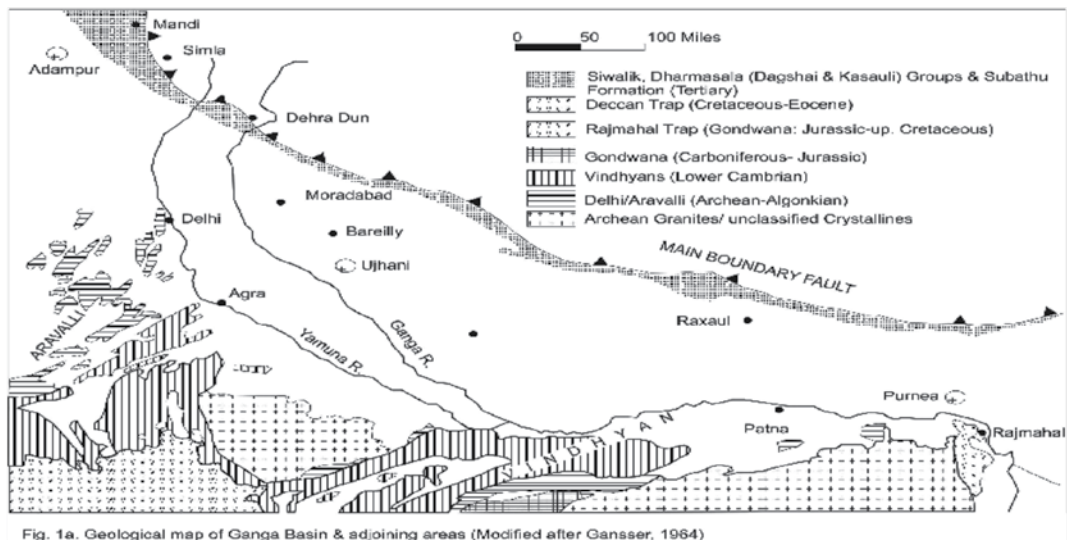 Mandi
Simla
Adampur
0 50 100 Miles
Siwalik, Dharmasala (Dagshai & Kasauli) Groups & Subathu
Formation (Tertiary)
Deccan Trap (Cretaceous-Eocene)
Rajmahal Trap (Gondwana: Jurassic-up. Cretaceous)
Gondwana (Carboniferous- Jurassic)
Vindhyans (Lower Cambrian)
Delhi/Aravalli (Archean-Algonkian)
Archean Granites/ unclassified Crystallines
Dehra Dun
Moradabad
Delhi
Bareilly
Ujhani
MAIN BOUNDARY FAULT
Agra
ARAVALLI
Yamuna R.
Ganga R.
Raxaul
Purnea
Patna
Rajmahal
VINDHYAN
Fig. 1a. Geological map of Ganga Basin & adjoining areas (Modified after Gansser, 1964)